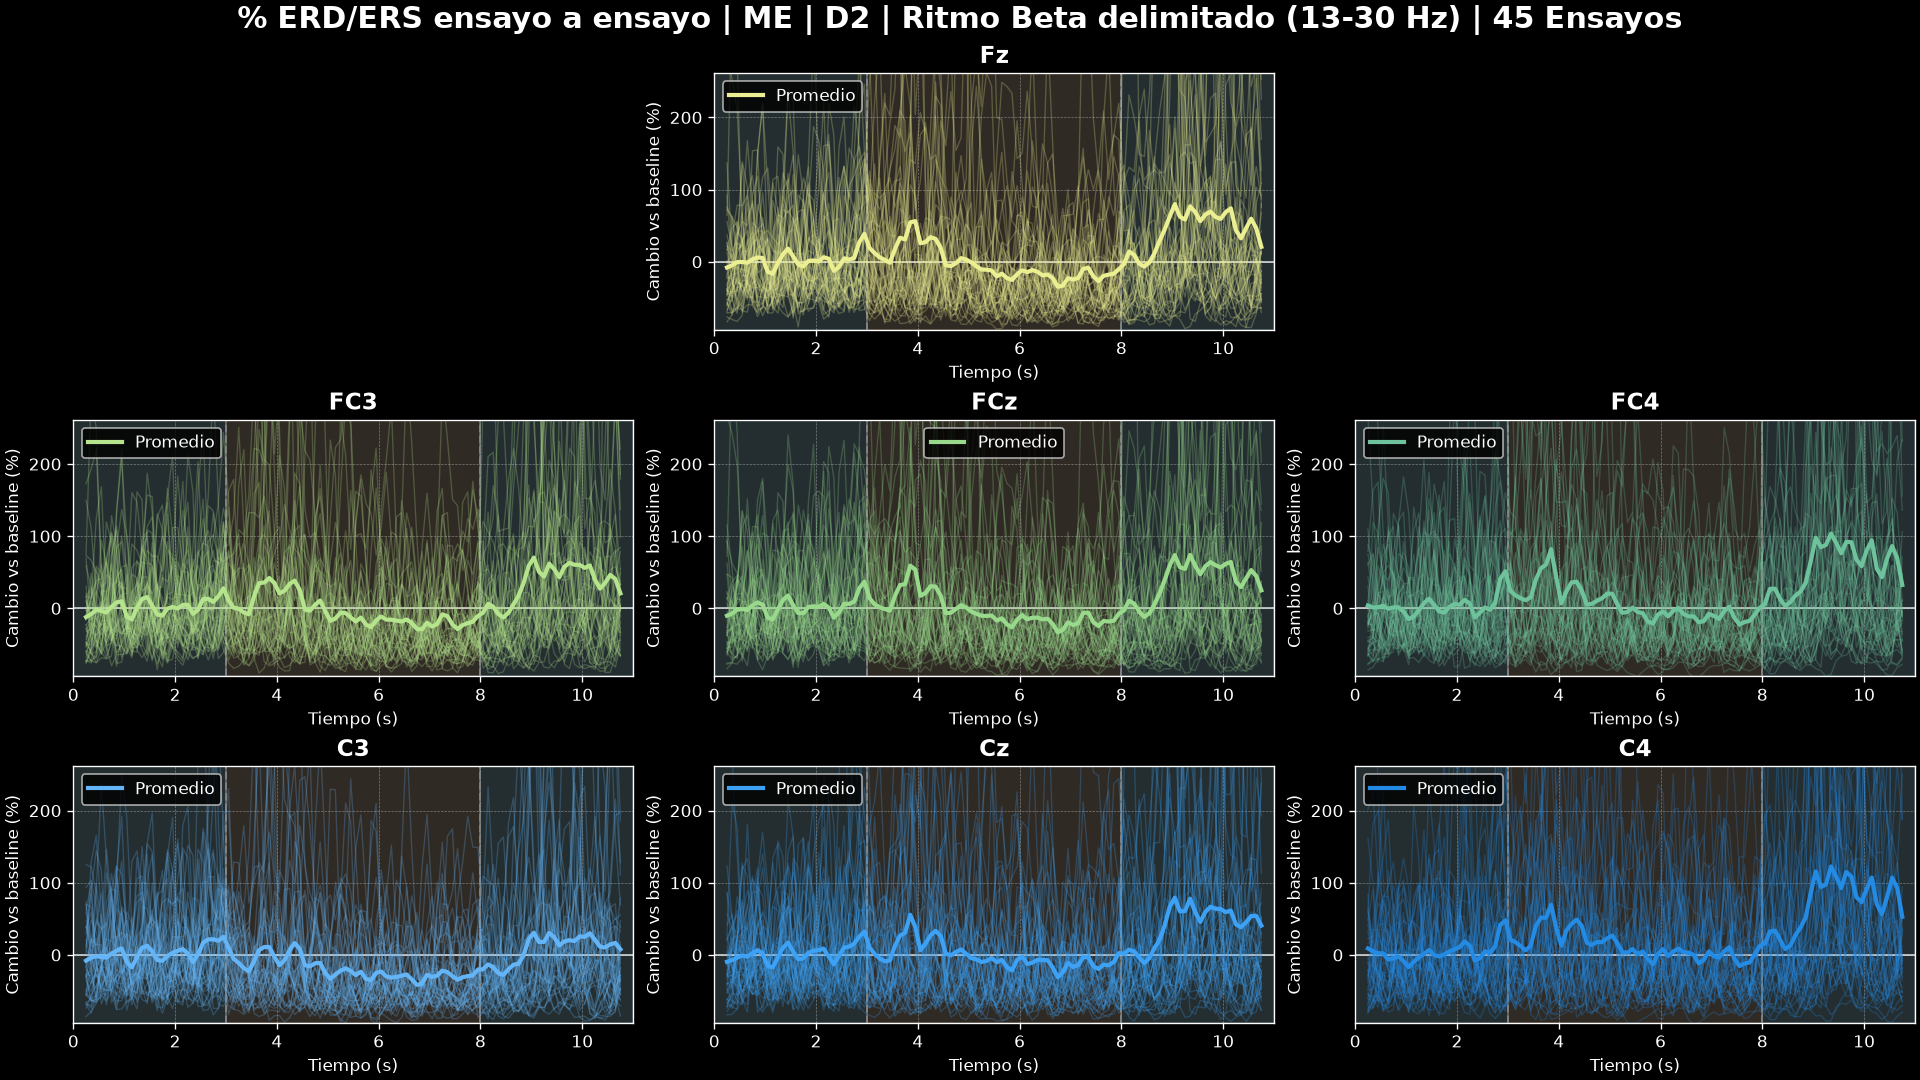 % ERD/ERS ensayo a ensayo | ME | D2 | Ritmo Beta delimitado (13-30 Hz) | 45 Ensayos
Fz
Promedio
Cambio vs baseline (%)
200
100
0
0 2 4 6 8 10
Tiempo (s)
FC3
Promedio
Cambio vs baseline (%)
200
100
0
0 2 4 6 8 10
Tiempo (s)
FCz
Promedio
Cambio vs baseline (%)
200
100
0
0 2 4 6 8 10
Tiempo (s)
FC4
Promedio
Cambio vs baseline (%)
200
100
0
0 2 4 6 8 10
Tiempo (s)
C3
Promedio
Cambio vs baseline (%)
200
100
0
0 2 4 6 8 10
Tiempo (s)
Cz
Promedio
Cambio vs baseline (%)
200
100
0
0 2 4 6 8 10
Tiempo (s)
C4
Promedio
Cambio vs baseline (%)
200
100
0
0 2 4 6 8 10
Tiempo (s)